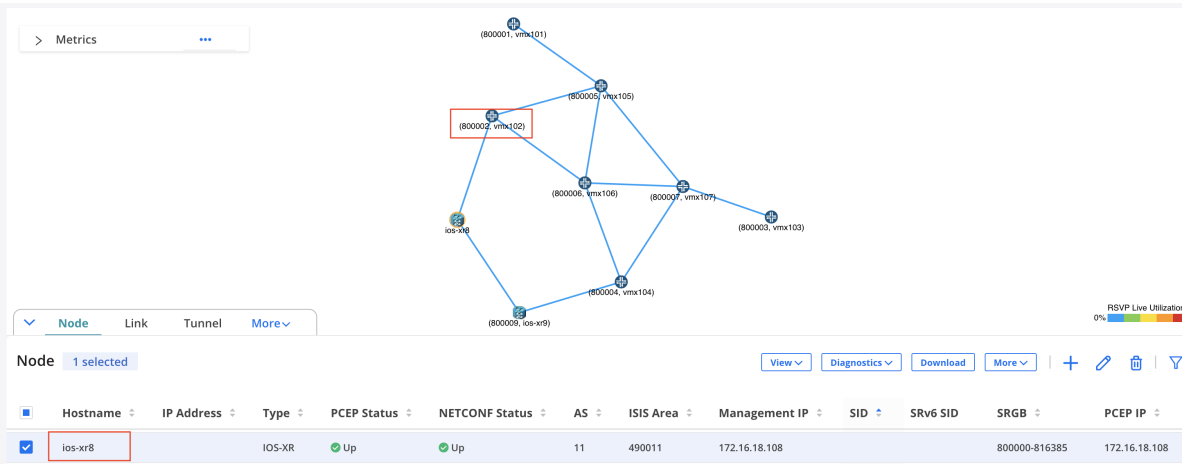 Metrics
(800001, vmx101)
(800005, vmx105)
(800002, vmx102)
(800006, vmx106)
(800007, vmx107)
(800003, vmx103)
ios-xr8
(800004, vmx104)
(800009, ios-xr9)
RSVP Live Utilization
0%
Node Link Tunnel More
Node 1 selected View Diagnostics Download More
Hostname IP Address Type PCEP Status NETCONF Status AS ISIS Area Management IP SID SRv6 SID SRGB PCEP IP
ios-xr8 IOS-XR Up Up 11 490011 172.16.18.108 800000-816385 172.16.18.108